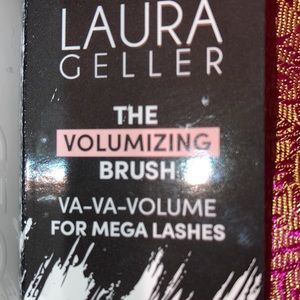 LAURA
GELLER
THE
VOLUMIZING
BRUSH
VA-VA-VOLUME
FOR MEGA LASHES